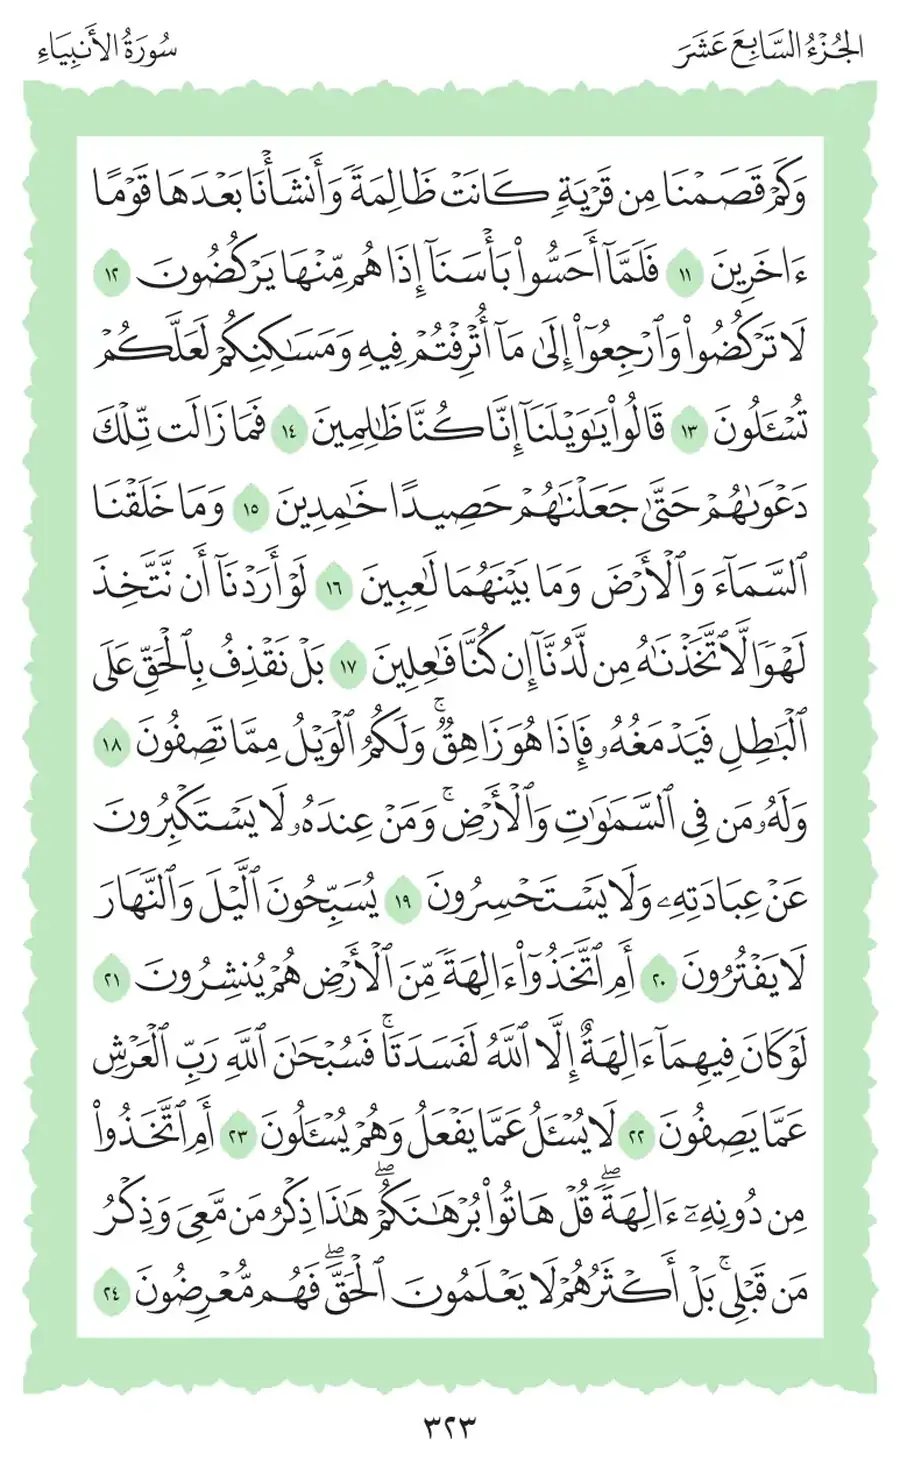 الجُزْءُ السَّابِعَ عَشَرَ
سُورَةُ الأَنبِيَاءِ
وَكَمْ قَصَمْنَا مِن قَرْيَةٍ كَانَتْ ظَالِمَةً وَأَنشَأْنَا بَعْدَهَا قَوْمًا
ءَاخَرِينَ ١١ فَلَمَّآ أَحَسُّوا۟ بَأْسَنَآ إِذَا هُم مِّنْهَا يَرْكُضُونَ ١٢
لَا تَرْكُضُوا۟ وَٱرْجِعُوٓا۟ إِلَىٰ مَآ أُتْرِفْتُمْ فِيهِ وَمَسَـٰكِنِكُمْ لَعَلَّكُمْ
تُسْـَٔلُونَ ١٣ قَالُوا۟ يَـٰوَيْلَنَآ إِنَّا كُنَّا ظَـٰلِمِينَ ١٤ فَمَا زَالَت تِّلْكَ
دَعْوَىٰهُمْ حَتَّىٰ جَعَلْنَـٰهُمْ حَصِيدًا خَـٰمِدِينَ ١٥ وَمَا خَلَقْنَا
ٱلسَّمَآءَ وَٱلْأَرْضَ وَمَا بَيْنَهُمَا لَـٰعِبِينَ ١٦ لَوْ أَرَدْنَآ أَن نَّتَّخِذَ
لَهْوًا لَّٱتَّخَذْنَـٰهُ مِن لَّدُنَّآ إِن كُنَّا فَـٰعِلِينَ ١٧ بَلْ نَقْذِفُ بِٱلْحَقِّ عَلَى
ٱلْبَـٰطِلِ فَيَدْمَغُهُۥ فَإِذَا هُوَ زَاهِقٌ ۚ وَلَكُمُ ٱلْوَيْلُ مِمَّا تَصِفُونَ ١٨
وَلَهُۥ مَن فِى ٱلسَّمَـٰوَٰتِ وَٱلْأَرْضِ ۚ وَمَنْ عِندَهُۥ لَا يَسْتَكْبِرُونَ
عَنْ عِبَادَتِهِۦ وَلَا يَسْتَحْسِرُونَ ١٩ يُسَبِّحُونَ ٱلَّيْلَ وَٱلنَّهَارَ
لَا يَفْتُرُونَ ٢٠ أَمِ ٱتَّخَذُوٓا۟ ءَالِهَةً مِّنَ ٱلْأَرْضِ هُمْ يُنشِرُونَ ٢١
لَوْ كَانَ فِيهِمَآ ءَالِهَةٌ إِلَّا ٱللَّهُ لَفَسَدَتَا ۚ فَسُبْحَـٰنَ ٱللَّهِ رَبِّ ٱلْعَرْشِ
عَمَّا يَصِفُونَ ٢٢ لَا يُسْـَٔلُ عَمَّا يَفْعَلُ وَهُمْ يُسْـَٔلُونَ ٢٣ أَمِ ٱتَّخَذُوا۟
مِن دُونِهِۦٓ ءَالِهَةً ۖ قُلْ هَاتُوا۟ بُرْهَـٰنَكُمْ ۖ هَـٰذَا ذِكْرُ مَن مَّعِىَ وَذِكْرُ
مَن قَبْلِى ۚ بَلْ أَكْثَرُهُمْ لَا يَعْلَمُونَ ٱلْحَقَّ ۖ فَهُم مُّعْرِضُونَ ٢٤
٣٢٣